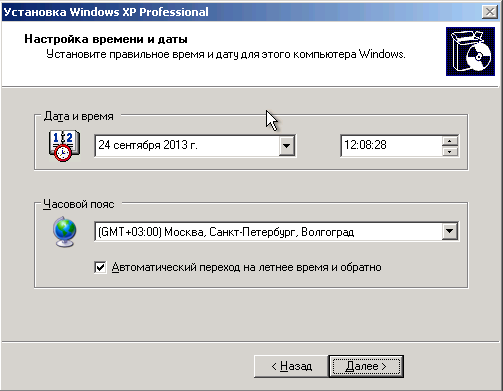 Установка Windows XP Professional
Настройка времени и даты
Установите правильное время и дату для этого компьютера Windows.
Дата и время
1 2
24 сентября 2013 г.
12:08:28
Часовой пояс
(GMT+03:00) Москва, Санкт-Петербург, Волгоград
Автоматический переход на летнее время и обратно
< Назад
Далее >